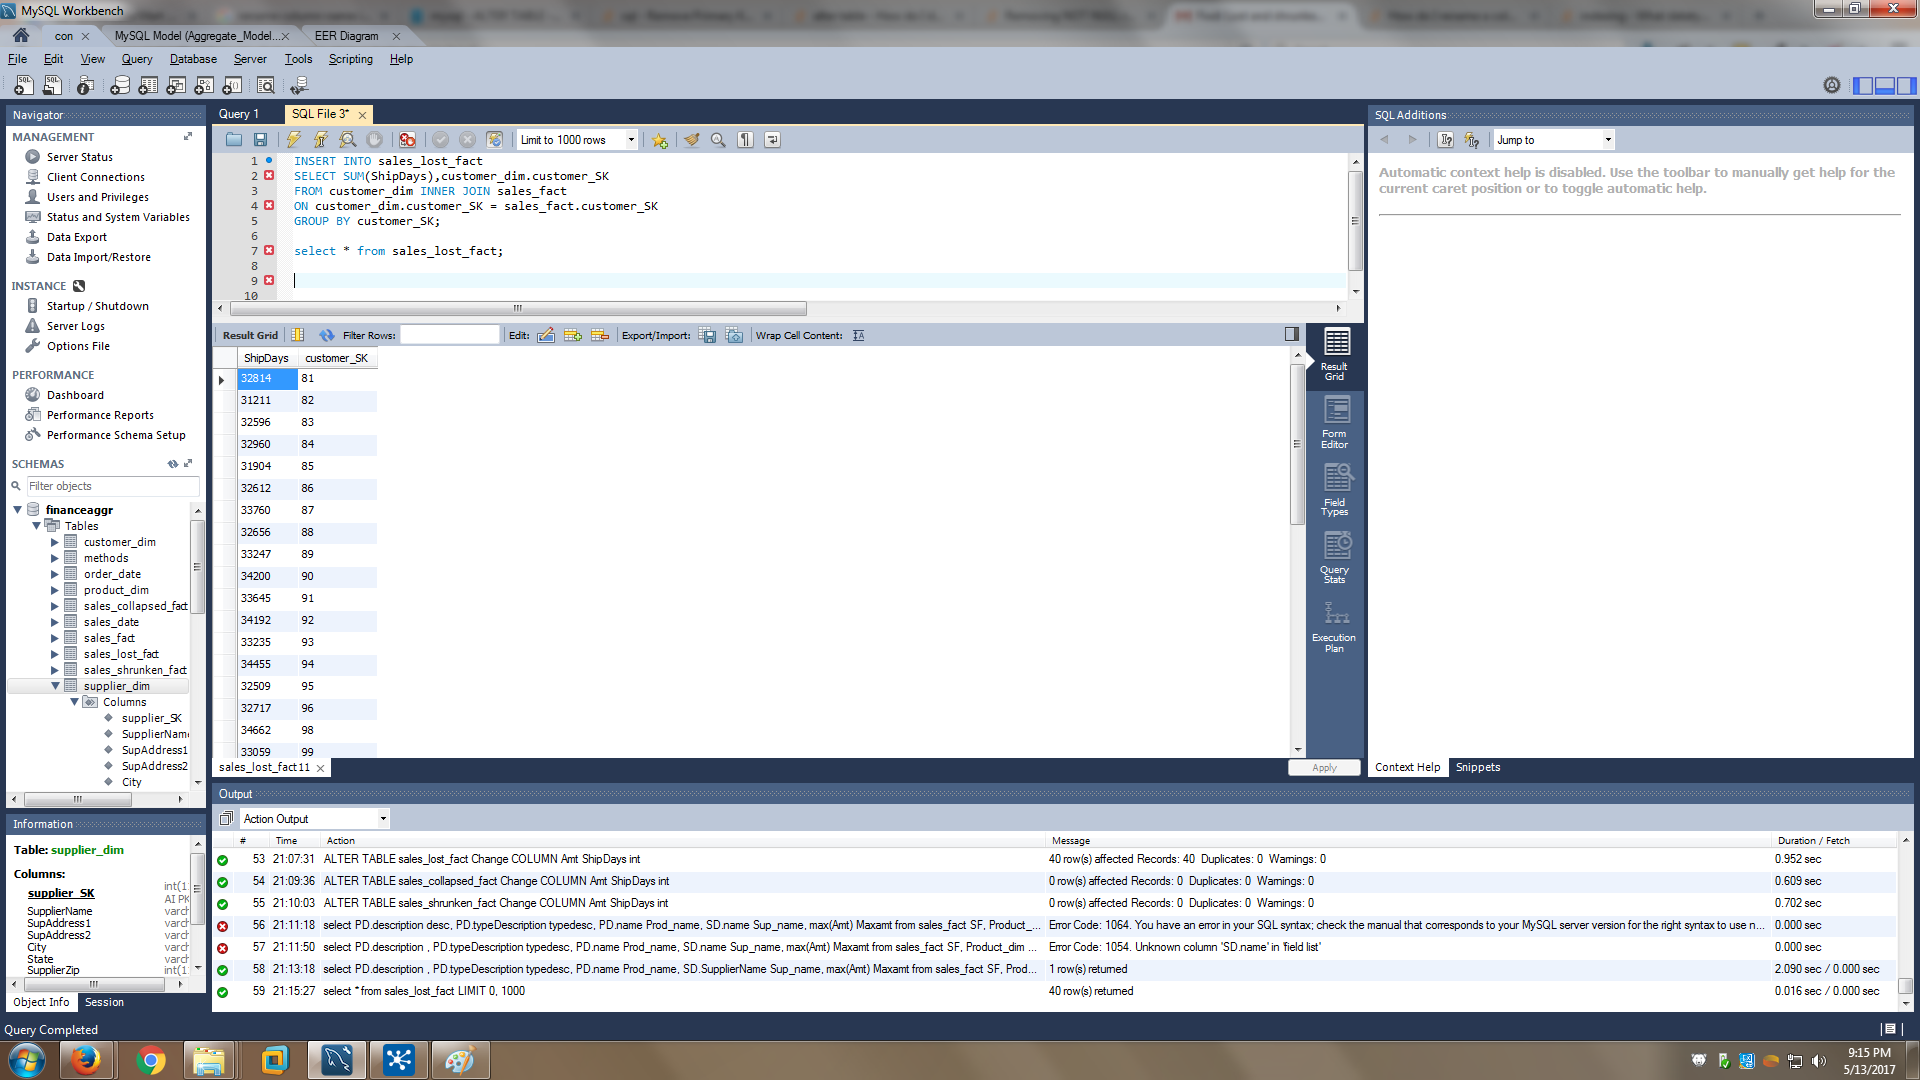 MySQL Workbench
con
MySQL Model (Aggregate_Model...
EER Diagram
File Edit View Query Database Server Tools Scripting Help
Navigator
MANAGEMENT
Server Status
Client Connections
Users and Privileges
Status and System Variables
Data Export
Data Import/Restore
INSTANCE
Startup / Shutdown
Server Logs
Options File
PERFORMANCE
Dashboard
Performance Reports
Performance Schema Setup
SCHEMAS
Filter objects
financeaggr
Tables
customer_dim
methods
order_date
product_dim
sales_collapsed_fact
sales_date
sales_fact
sales_lost_fact
sales_shrunken_fact
supplier_dim
Columns
supplier_SK
SupplierName
SupAddress1
SupAddress2
City
Information
Table: supplier_dim
Columns:
supplier_SK int(1:
AI PK
SupplierName varch
SupAddress1 varch
SupAddress2 varch
City varch
State varch
SupplierZip int(1:
Object Info Session
Query Completed
Query 1
SQL File 3*
Limit to 1000 rows
1 INSERT INTO sales_lost_fact
2 SELECT SUM(ShipDays),customer_dim.customer_SK
3 FROM customer_dim INNER JOIN sales_fact
4 ON customer_dim.customer_SK = sales_fact.customer_SK
5 GROUP BY customer_SK;
6
7 select * from sales_lost_fact;
8
9
10
Result Grid Filter Rows: Edit: Export/Import: Wrap Cell Content:
ShipDays customer_SK
32814 81
31211 82
32596 83
32960 84
31904 85
32612 86
33760 87
32656 88
33247 89
34200 90
33645 91
34192 92
33235 93
34455 94
32509 95
32717 96
34662 98
33059 99
Result
Grid
Form
Editor
Field
Types
Query
Stats
Execution
Plan
sales_lost_fact11
Apply
SQL Additions
Jump to
Automatic context help is disabled. Use the toolbar to manually get help for the
current caret position or to toggle automatic help.
Context Help Snippets
Output
Action Output
# Time Action Message Duration / Fetch
53 21:07:31 ALTER TABLE sales_lost_fact Change COLUMN Amt ShipDays int 40 row(s) affected Records: 40 Duplicates: 0 Warnings: 0 0.952 sec
54 21:09:36 ALTER TABLE sales_collapsed_fact Change COLUMN Amt ShipDays int 0 row(s) affected Records: 0 Duplicates: 0 Warnings: 0 0.609 sec
55 21:10:03 ALTER TABLE sales_shrunken_fact Change COLUMN Amt ShipDays int 0 row(s) affected Records: 0 Duplicates: 0 Warnings: 0 0.702 sec
56 21:11:18 select PD.description desc, PD.typeDescription typedesc, PD.name Prod_name, SD.name Sup_name, max(Amt) Maxamt from sales_fact SF, Product_... Error Code: 1064. You have an error in your SQL syntax; check the manual that corresponds to your MySQL server version for the right syntax to use n... 0.000 sec
57 21:11:50 select PD.description , PD.typeDescription typedesc, PD.name Prod_name, SD.name Sup_name, max(Amt) Maxamt from sales_fact SF, Product_dim ... Error Code: 1054. Unknown column 'SD.name' in 'field list' 0.000 sec
58 21:13:18 select PD.description , PD.typeDescription typedesc, PD.name Prod_name, SD.SupplierName Sup_name, max(Amt) Maxamt from sales_fact SF, Prod... 1 row(s) returned 2.090 sec / 0.000 sec
59 21:15:27 select * from sales_lost_fact LIMIT 0, 1000 40 row(s) returned 0.016 sec / 0.000 sec
9:15 PM
5/13/2017